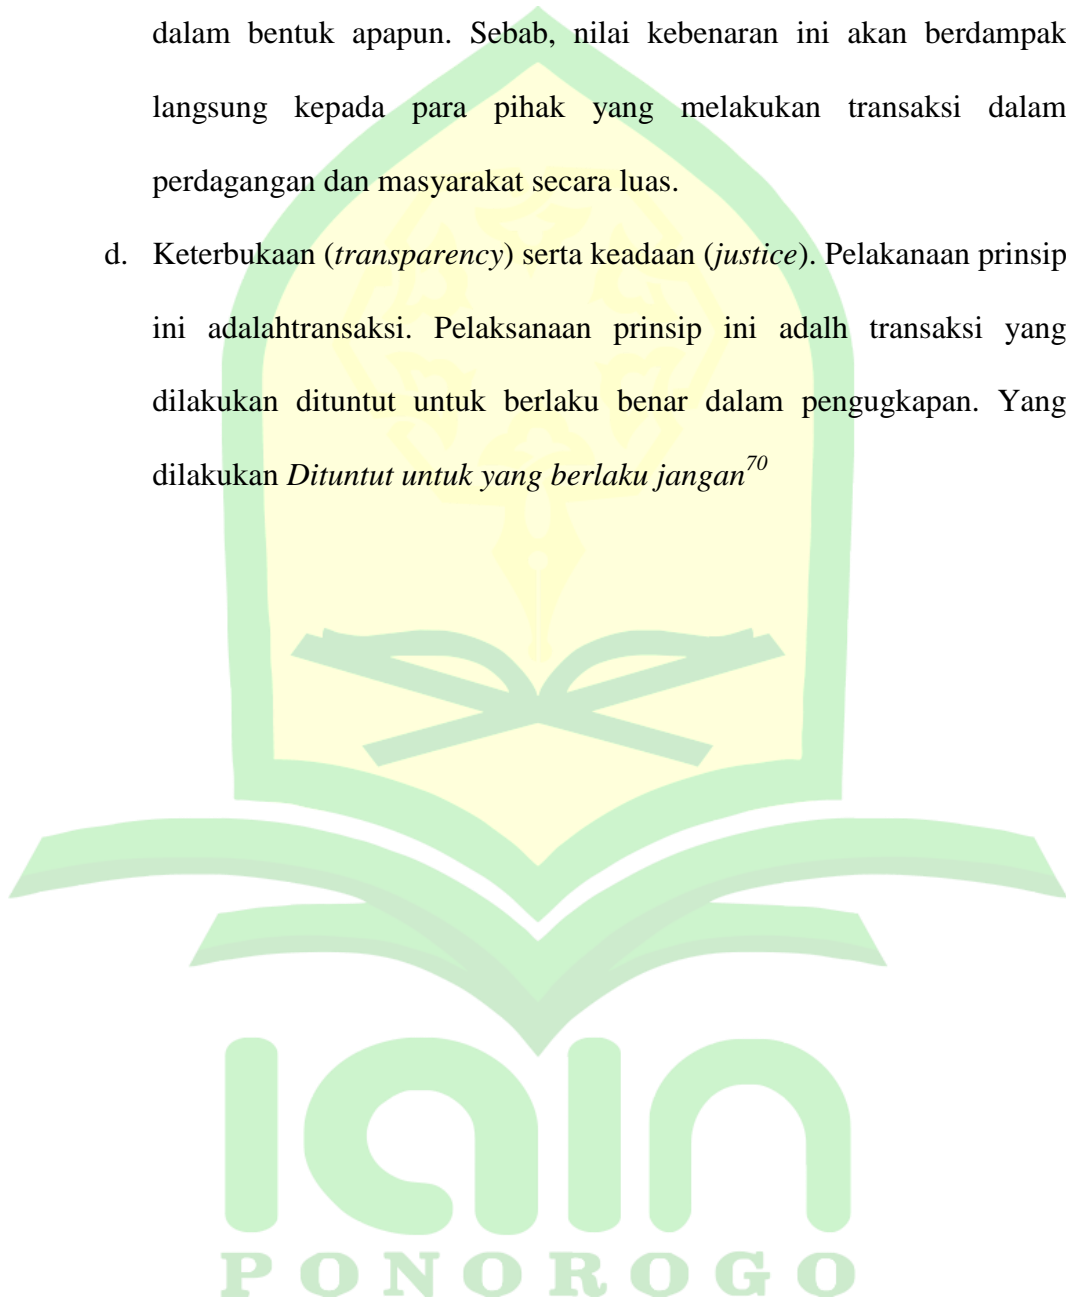 dalam bentuk apapun. Sebab, nilai kebenaran ini akan berdampak
langsung kepada para pihak yang melakukan transaksi dalam
perdagangan dan masyarakat secara luas.
d. Keterbukaan (transparency) serta keadaan (justice). Pelakanaan prinsip
ini adalahtransaksi. Pelaksanaan prinsip ini adalh transaksi yang
dilakukan dituntut untuk berlaku benar dalam pengugkapan. Yang
dilakukan Dituntut untuk yang berlaku jangan70
IAIN
PONOROGO